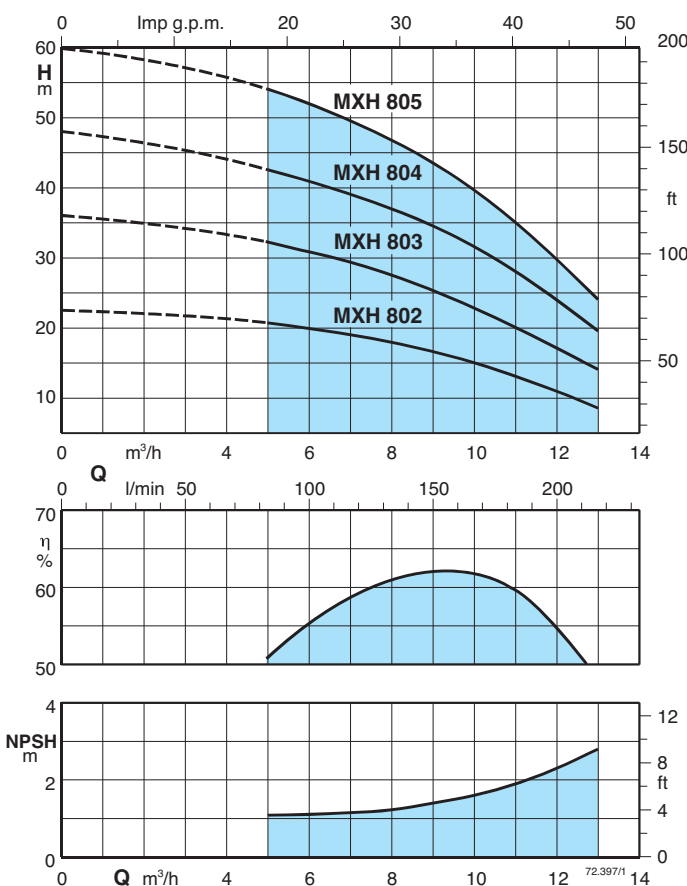 0 Imp g.p.m. 20 30 40 50
60 200
H
m
MXH 805
50
150
MXH 804
40
ft
MXH 803
30 100
MXH 802
20
50
10
0 m³/h 4 6 8 10 12 14
Q
0 l/min 50 100 150 200
70
η
%
60
50
4
12
NPSH
m
8
2 ft
4
0 0
72.397/1
0 Q m³/h 4 6 8 10 12 14